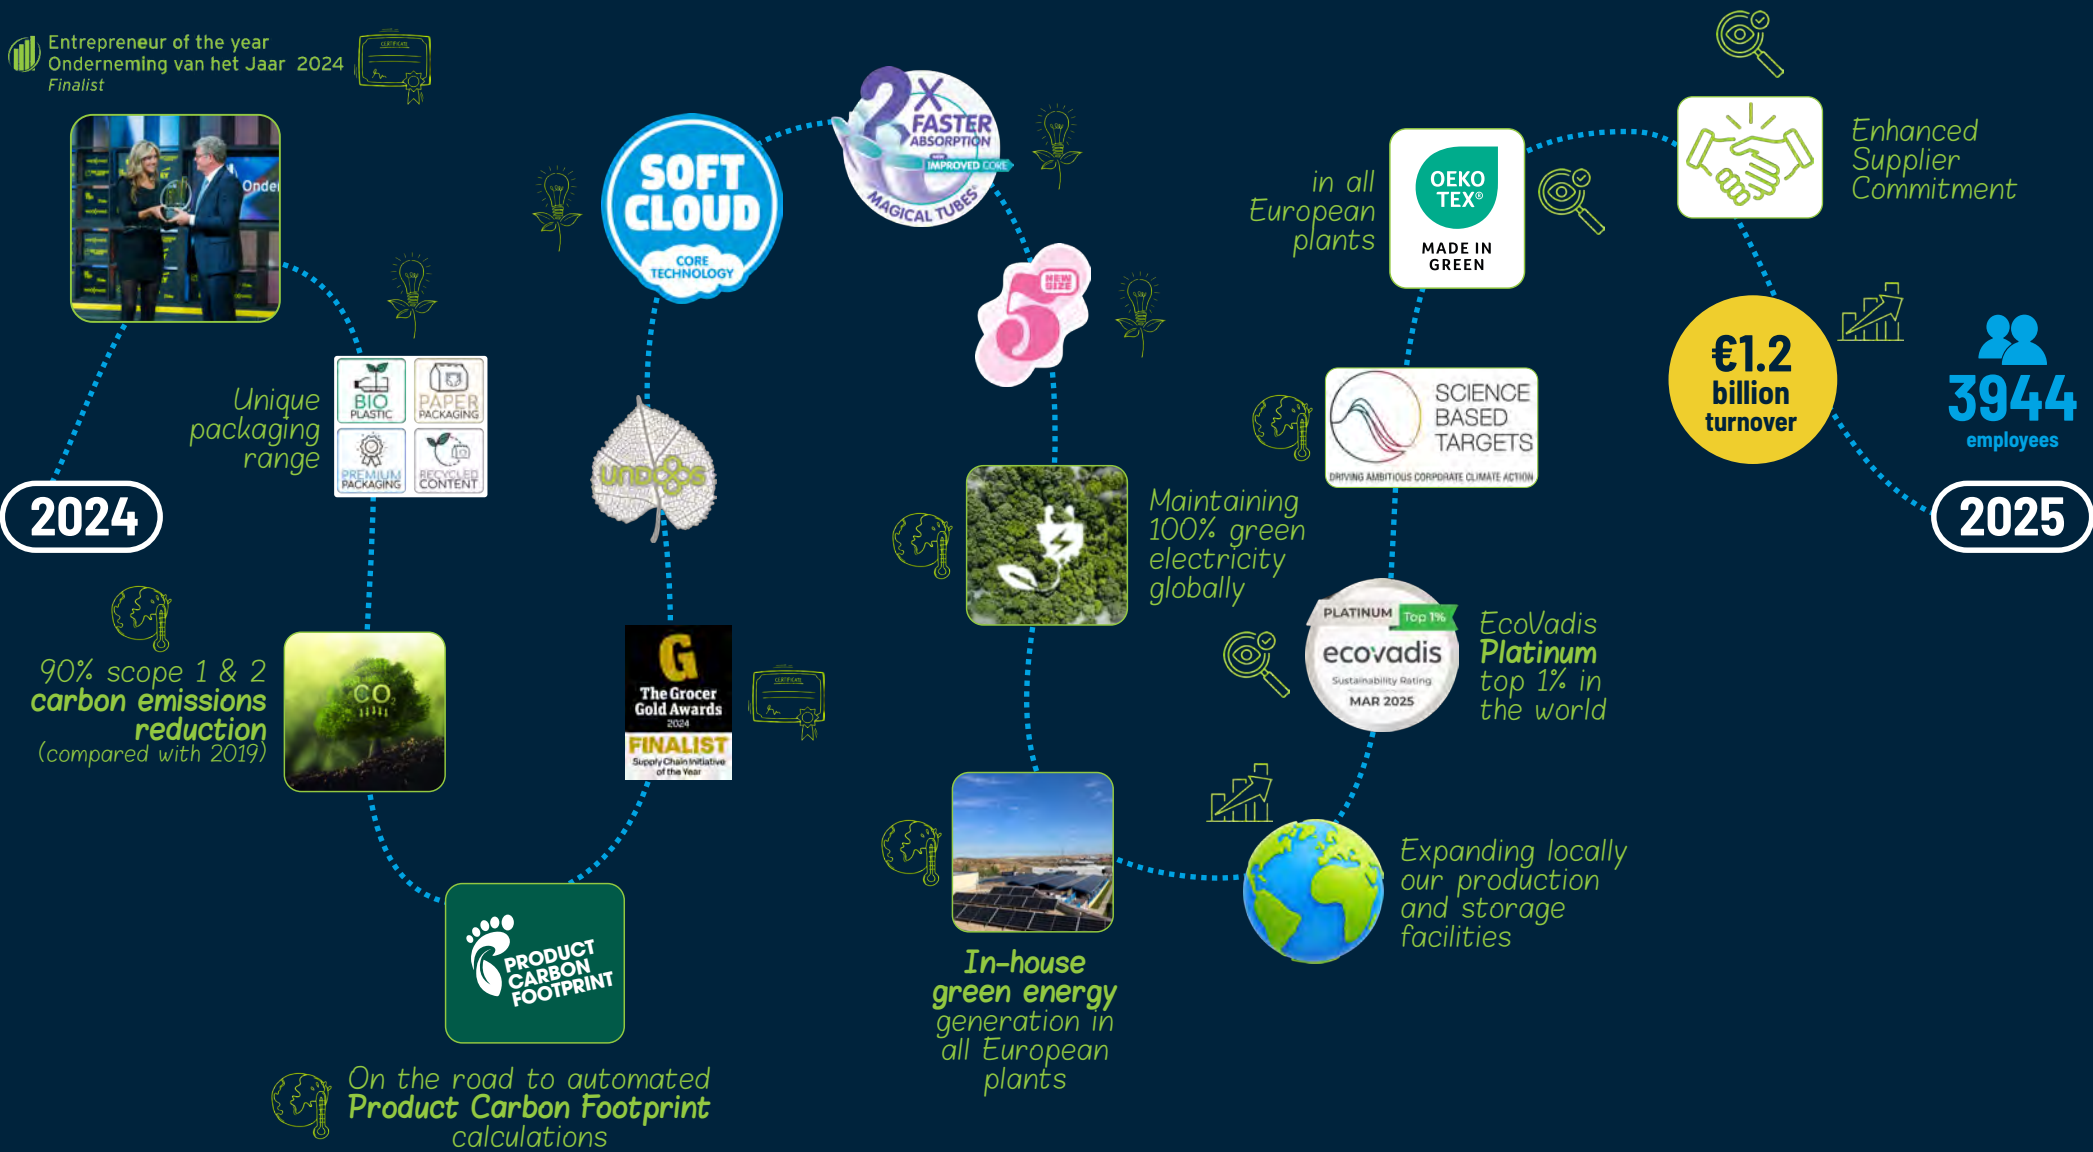 Entrepreneur of the year
Onderneming van het Jaar 2024
Finalist
CERTIFICATE
Onde
2024
Unique
packaging
range
BIO
PLASTIC
PAPER
PACKAGING
PREMIUM
PACKAGING
RECYCLED
CONTENT
90% scope 1 & 2
carbon emissions
reduction
(compared with 2019)
CO2
PRODUCT
CARBON
FOOTPRINT
On the road to automated
Product Carbon Footprint
calculations
G
The Grocer
Gold Awards
2024
FINALIST
Supply Chain Initiative
of the Year
CERTIFICATE
UNDOOS
SOFT
CLOUD
CORE
TECHNOLOGY
2X
FASTER
ABSORPTION
NEW
IMPROVED CORE
MAGICAL TUBES®
5
NEW
SIZE
Maintaining
100% green
electricity
globally
In-house
green energy
generation in
all European
plants
Expanding locally
our production
and storage
facilities
PLATINUM
Top 1%
ecovadis
Sustainability Rating
MAR 2025
EcoVadis
Platinum
top 1% in
the world
SCIENCE
BASED
TARGETS
DRIVING AMBITIOUS CORPORATE CLIMATE ACTION
in all
European
plants
OEKO
TEX®
MADE IN
GREEN
Enhanced
Supplier
Commitment
€1.2
billion
turnover
3944
employees
2025